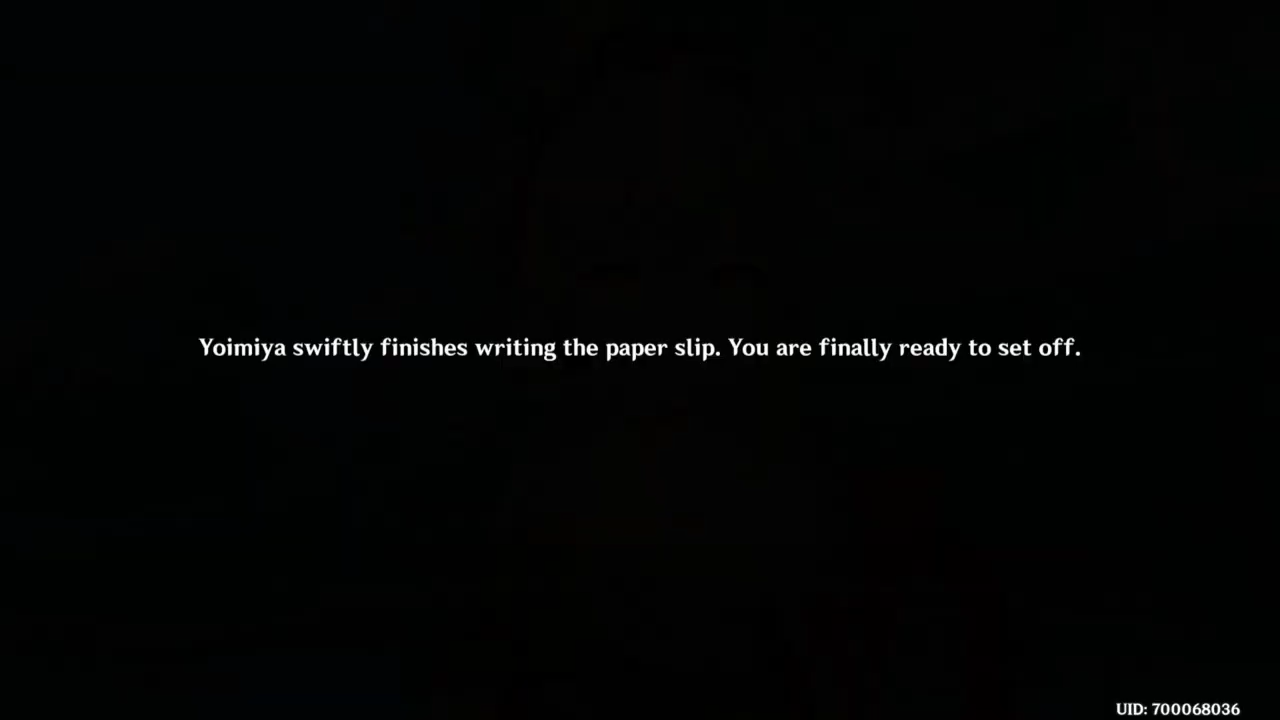 Yoimiya swiftly finishes writing the paper slip. You are finally ready to set off.
UID: 700068036